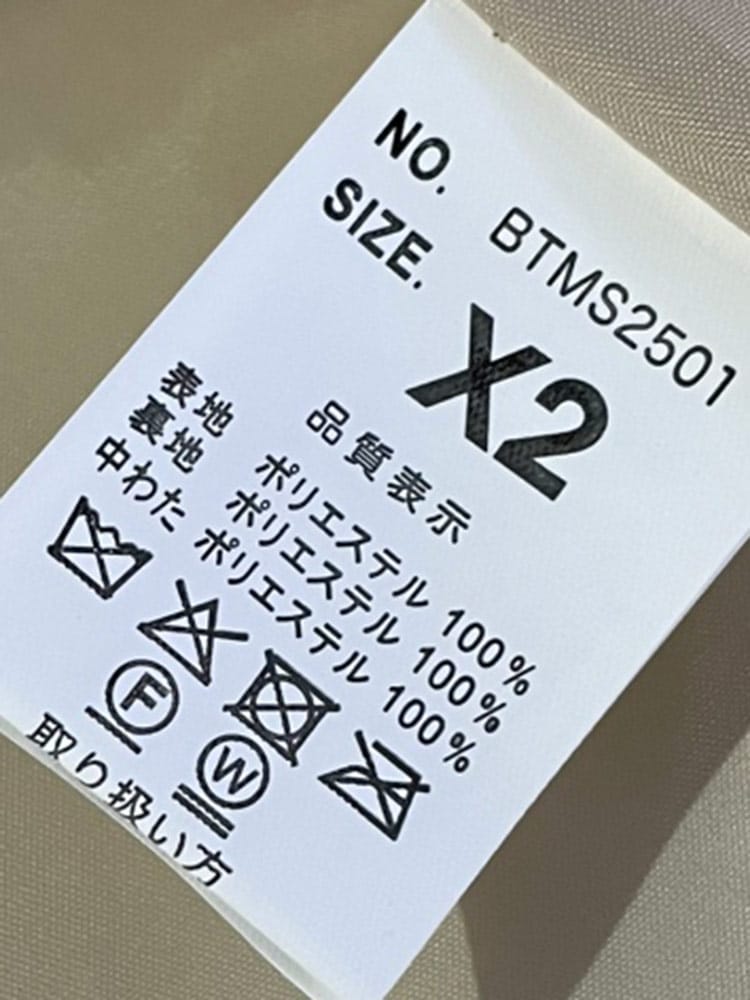 NO. BTMS2501
SIZE. X2
品質表示
表地 ポリエステル 100%
裏地 ポリエステル 100%
中わた ポリエステル 100%
F
W
取り扱い方